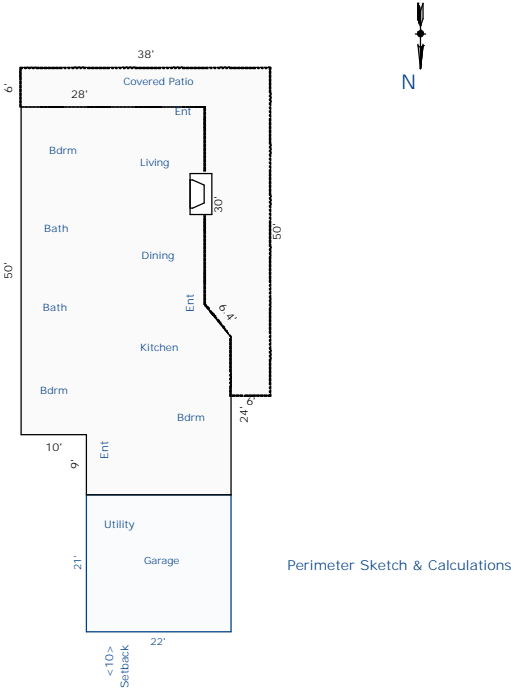 38'
6'
Covered Patio
28'
N
Ent
Bdrm
Living
30'
Bath
50'
Dining
50'
Ent
6.4'
Bath
Kitchen
Bdrm
6'
24'
Bdrm
10'
Ent
9'
Utility
21'
Garage
Perimeter Sketch & Calculations
22'
<10>
Setback